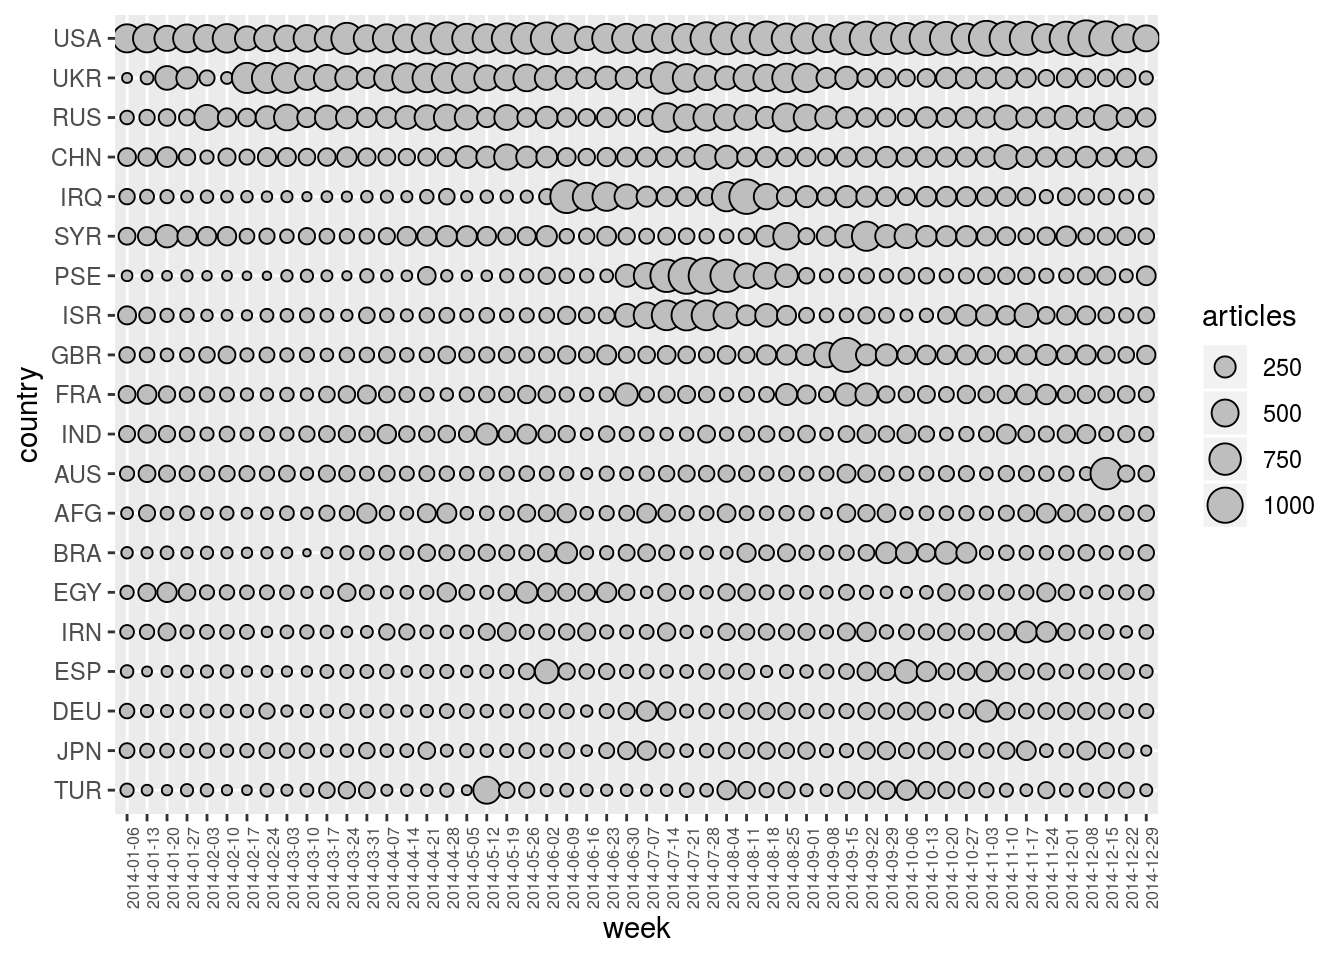 USA
UKR
RUS
CHN
IRQ
SYR
PSE
ISR
GBR
FRA
IND
AUS
AFG
BRA
EGY
IRN
ESP
DEU
JPN
TUR
country
2014-01-06
2014-01-13
2014-01-20
2014-01-27
2014-02-03
2014-02-10
2014-02-17
2014-02-24
2014-03-03
2014-03-10
2014-03-17
2014-03-24
2014-03-31
2014-04-07
2014-04-14
2014-04-21
2014-04-28
2014-05-05
2014-05-12
2014-05-19
2014-05-26
2014-06-02
2014-06-09
2014-06-16
2014-06-23
2014-06-30
2014-07-07
2014-07-14
2014-07-21
2014-07-28
2014-08-04
2014-08-11
2014-08-18
2014-08-25
2014-09-01
2014-09-08
2014-09-15
2014-09-22
2014-09-29
2014-10-06
2014-10-13
2014-10-20
2014-10-27
2014-11-03
2014-11-10
2014-11-17
2014-11-24
2014-12-01
2014-12-08
2014-12-15
2014-12-22
2014-12-29
week
articles
250
500
750
1000